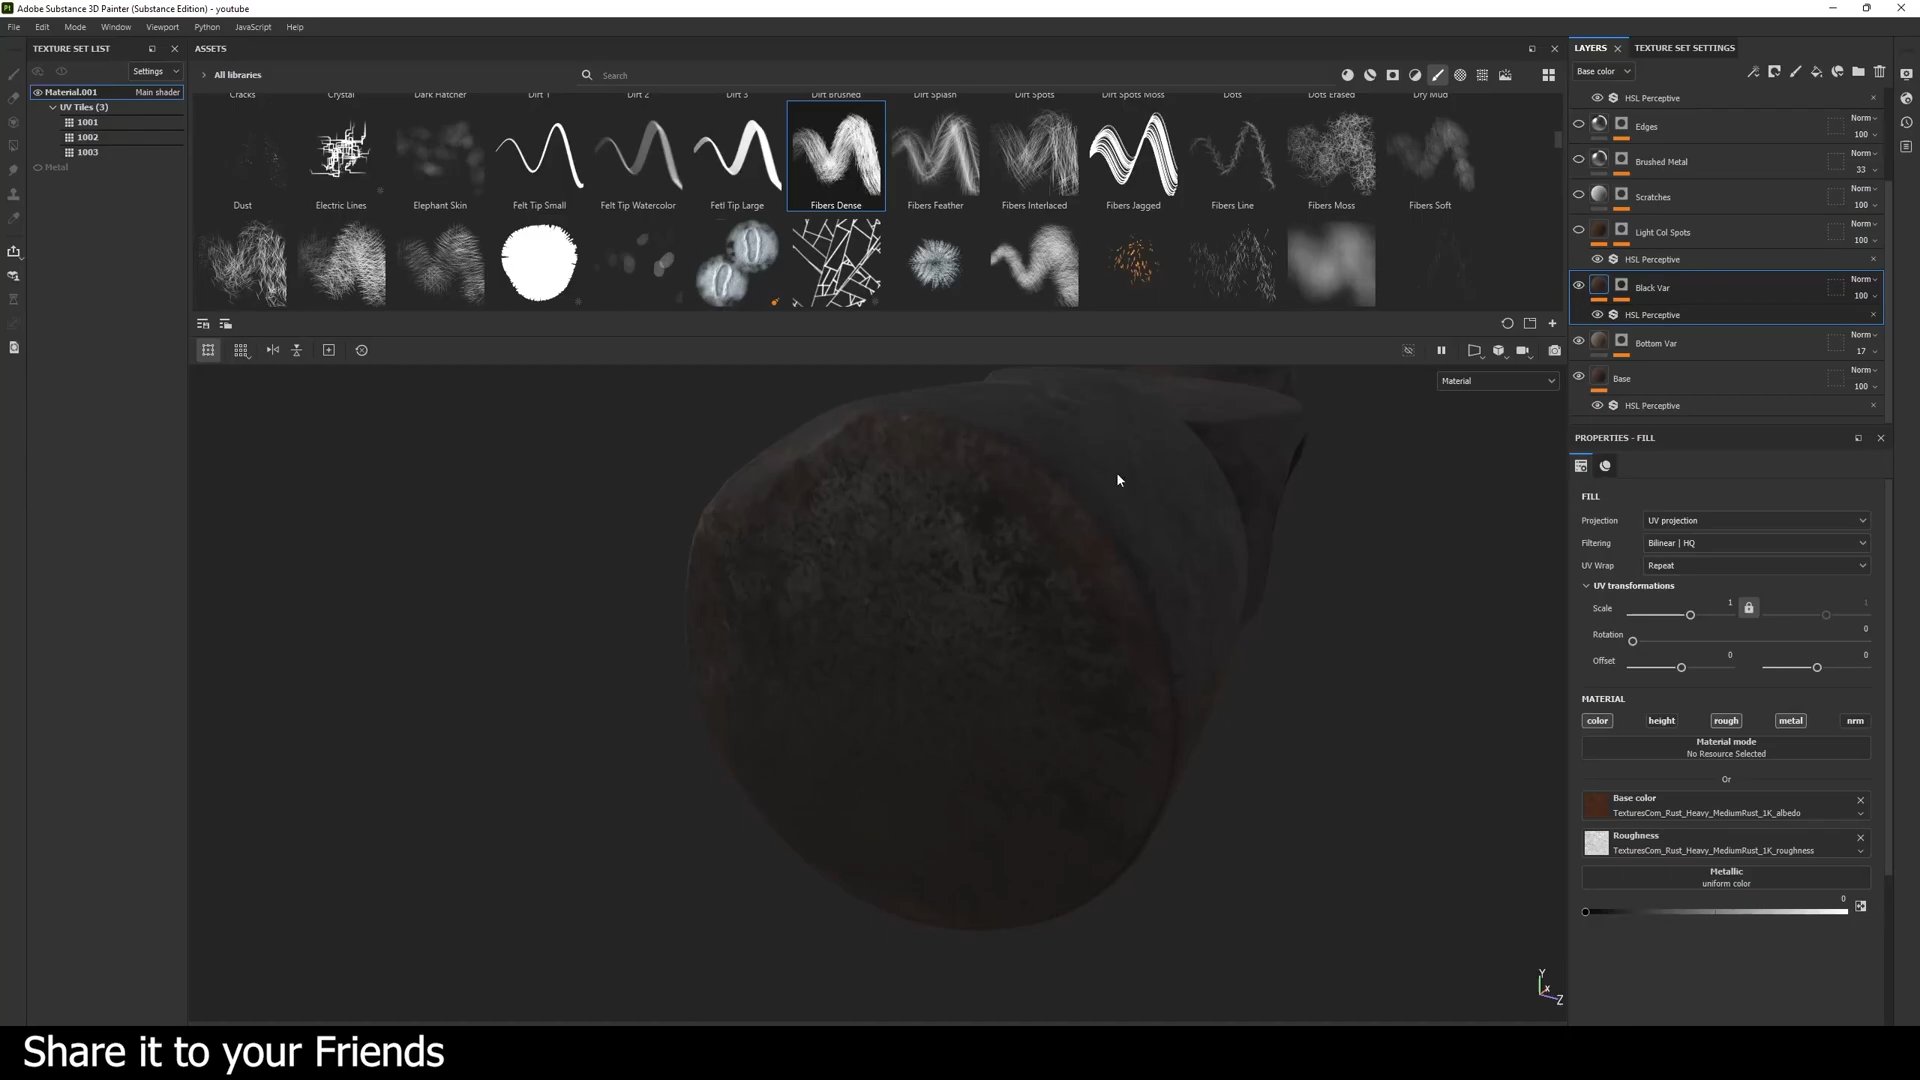 Adobe Substance 3D Painter (Substance Edition) - youtube
File Edit Mode Window Viewport Python JavaScript Help
TEXTURE SET LIST
Settings
Material.001 Main shader
UV Tiles (3)
1001
1002
1003
Metal
ASSETS
All libraries
Search
Cracks Crystal Dark Hatcher Dirt 1 Dirt 2 Dirt 3 Dirt Brushed Dirt Splash Dirt Spots Dirt Spots Moss Dots Dots Erased Dry Mud
Dust Electric Lines Elephant Skin Felt Tip Small Felt Tip Watercolor Fetl Tip Large Fibers Dense Fibers Feather Fibers Interlaced Fibers Jagged Fibers Line Fibers Moss Fibers Soft
Material
Y
X
Z
LAYERS TEXTURE SET SETTINGS
Base color
HSL Perceptive
Edges Norm 100
Brushed Metal Norm 33
Scratches Norm 100
Light Col Spots Norm 100
HSL Perceptive
Black Var Norm 100
HSL Perceptive
Bottom Var Norm 17
Base Norm 100
HSL Perceptive
PROPERTIES - FILL
FILL
Projection UV projection
Filtering Bilinear | HQ
UV Wrap Repeat
UV transformations
Scale 1 1
Rotation 0
Offset 0 0
MATERIAL
color height rough metal nrm
Material mode
No Resource Selected
Or
Base color
TexturesCom_Rust_Heavy_MediumRust_1K_albedo
Roughness
TexturesCom_Rust_Heavy_MediumRust_1K_roughness
Metallic
uniform color
0
Share it to your Friends